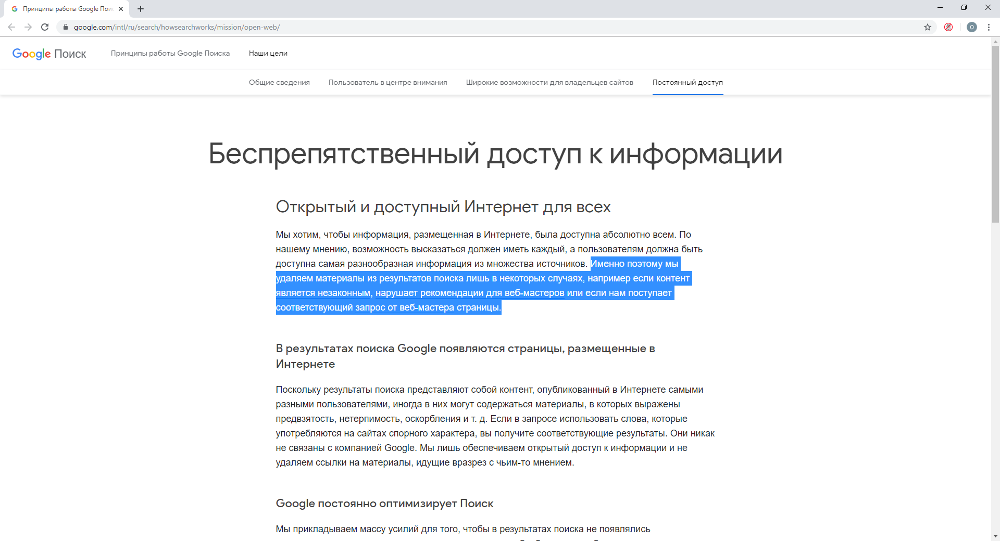 Принципы работы Google Пои
google.com/intl/ru/search/howsearchworks/mission/open-web/
O
Google Поиск
Принципы работы Google Поиска
Наши цели
Общие сведения
Пользователь в центре внимания
Широкие возможности для владельцев сайтов
Постоянный доступ
Беспрепятственный доступ к информации
Открытый и доступный Интернет для всех
Мы хотим, чтобы информация, размещенная в Интернете, была доступна абсолютно всем. По
нашему мнению, возможность высказаться должен иметь каждый, а пользователям должна быть
доступна самая разнообразная информация из множества источников. Именно поэтому мы
удаляем материалы из результатов поиска лишь в некоторых случаях, например если контент
является незаконным, нарушает рекомендации для веб-мастеров или если нам поступает
соответствующий запрос от веб-мастера страницы.
В результатах поиска Google появляются страницы, размещенные в
Интернете
Поскольку результаты поиска представляют собой контент, опубликованный в Интернете самыми
разными пользователями, иногда в них могут содержаться материалы, в которых выражены
предвзятость, нетерпимость, оскорбления и т. д. Если в запросе использовать слова, которые
употребляются на сайтах спорного характера, вы получите соответствующие результаты. Они никак
не связаны с компанией Google. Мы лишь обеспечиваем открытый доступ к информации и не
удаляем ссылки на материалы, идущие вразрез с чьим-то мнением.
Google постоянно оптимизирует Поиск
Мы прикладываем массу усилий для того, чтобы в результатах поиска не появлялись